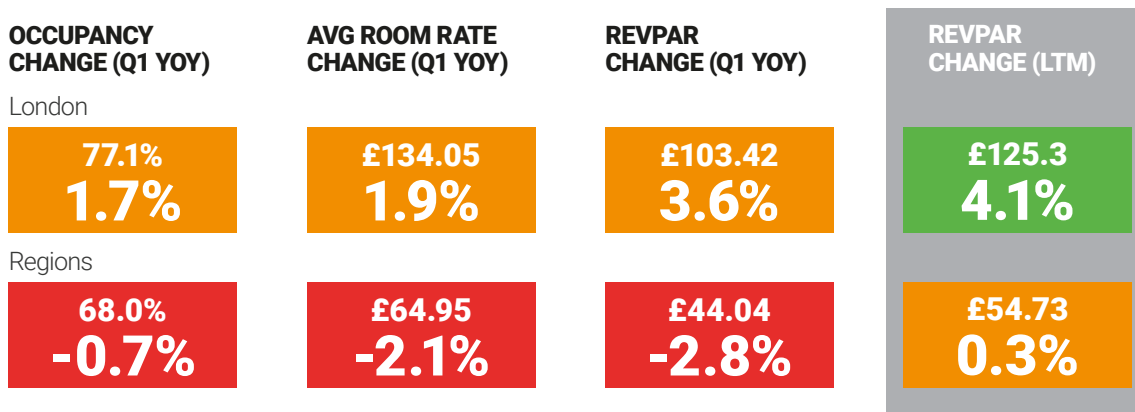 OCCUPANCY
CHANGE (Q1 YOY)
AVG ROOM RATE
CHANGE (Q1 YOY)
REVPAR
CHANGE (Q1 YOY)
REVPAR
CHANGE (LTM)
London
77.1%
1.7%
£134.05
1.9%
£103.42
3.6%
£125.3
4.1%
Regions
68.0%
-0.7%
£64.95
-2.1%
£44.04
-2.8%
£54.73
0.3%